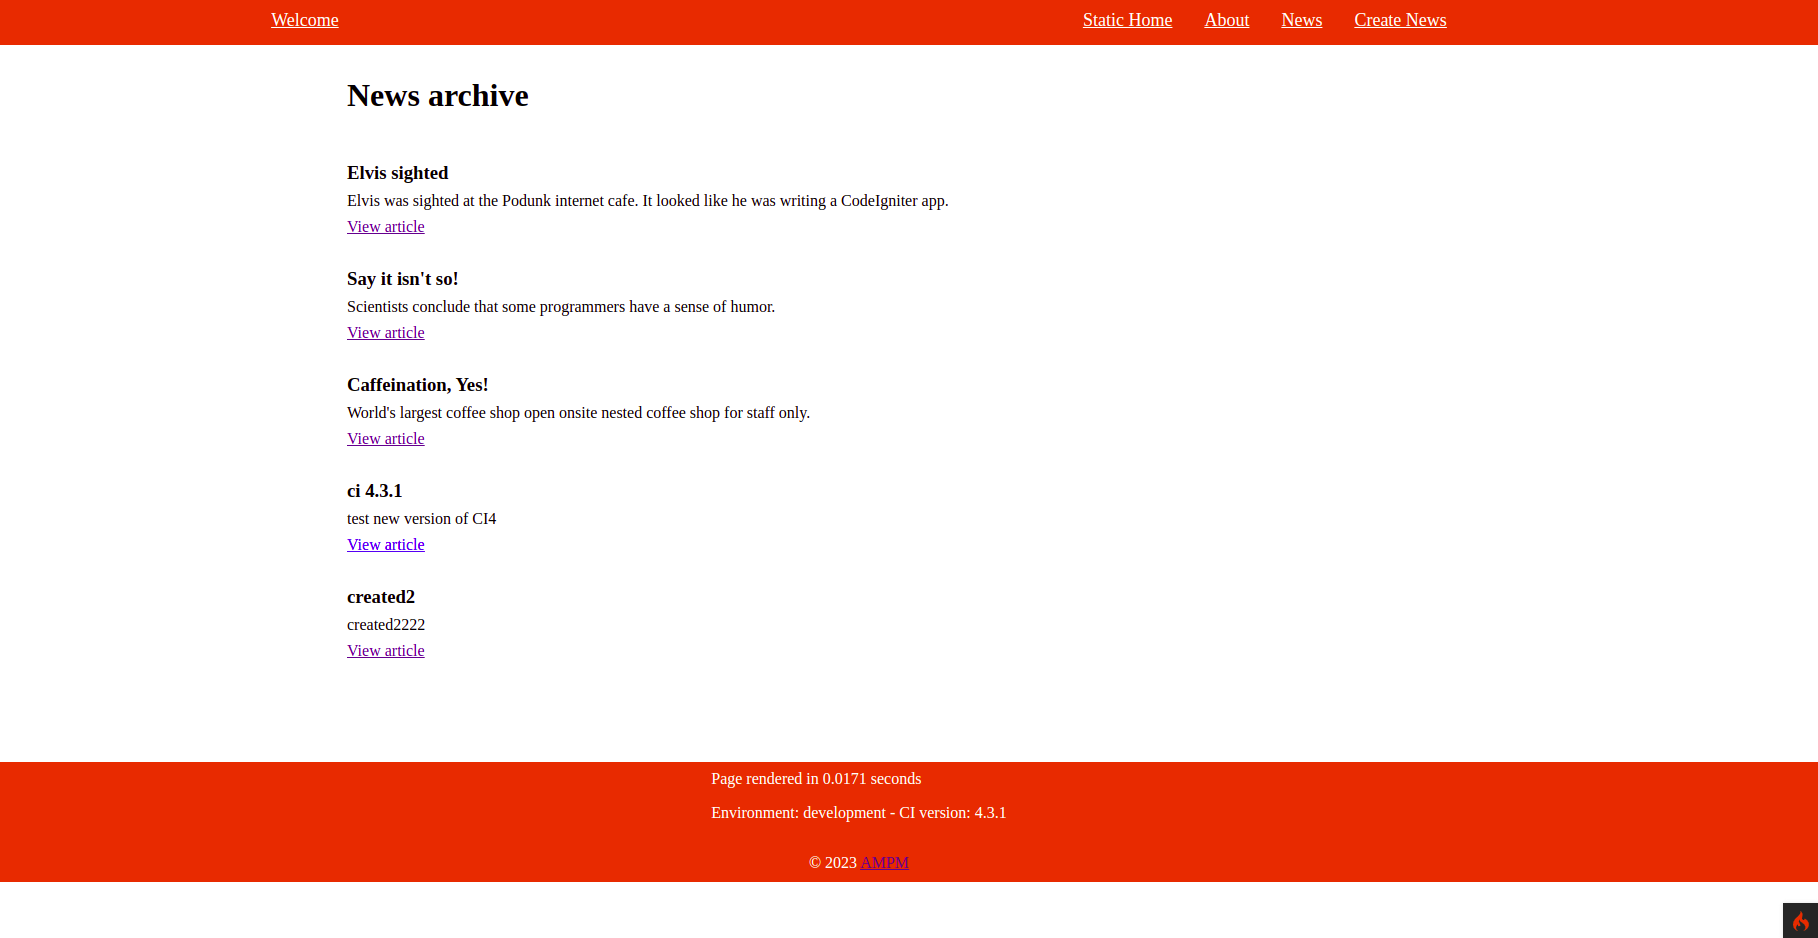 Welcome Static Home About News Create News
News archive
Elvis sighted
Elvis was sighted at the Podunk internet cafe. It looked like he was writing a CodeIgniter app.
View article
Say it isn't so!
Scientists conclude that some programmers have a sense of humor.
View article
Caffeination, Yes!
World's largest coffee shop open onsite nested coffee shop for staff only.
View article
ci 4.3.1
test new version of CI4
View article
created2
created2222
View article
Page rendered in 0.0171 seconds
Environment: development - CI version: 4.3.1
© 2023 AMPM